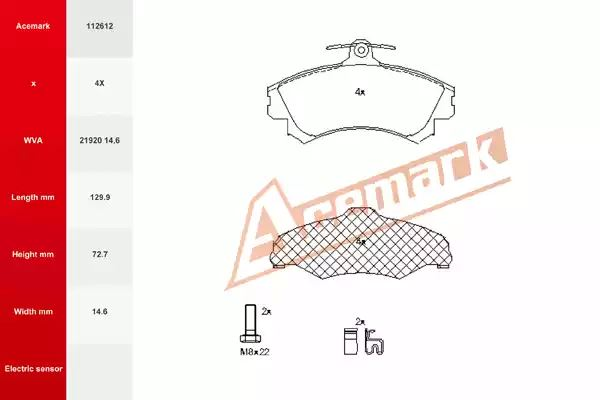 Acemark 112612
x 4X
WVA 21920 14.6
Length mm 129.9
Height mm 72.7
Width mm 14.6
Electric sensor
4x
Acemark
4x
2x
M8x22
2x